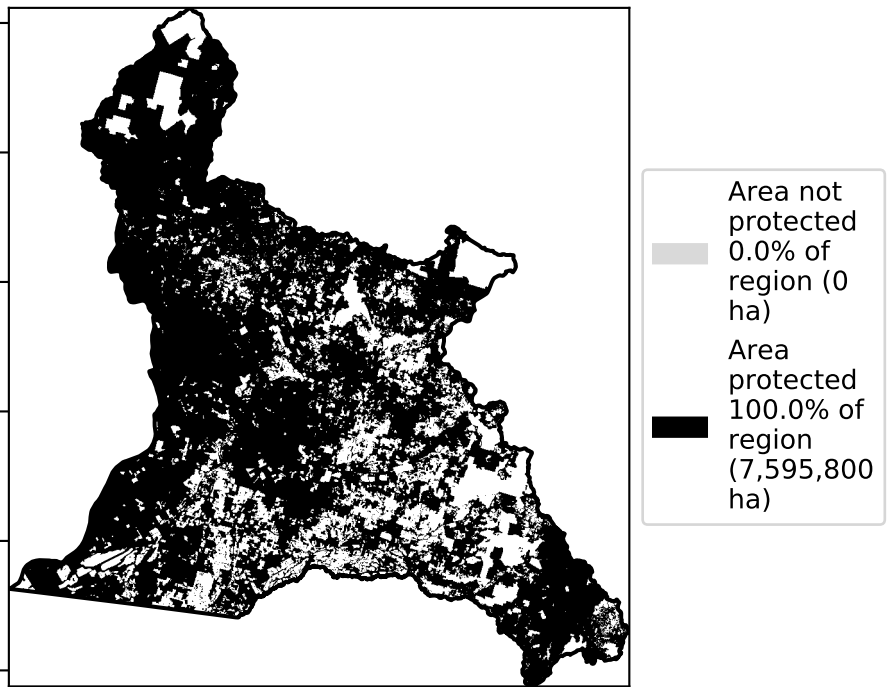 Area not
protected
0.0% of
region (0
ha)
Area
protected
100.0% of
region
(7,595,800
ha)